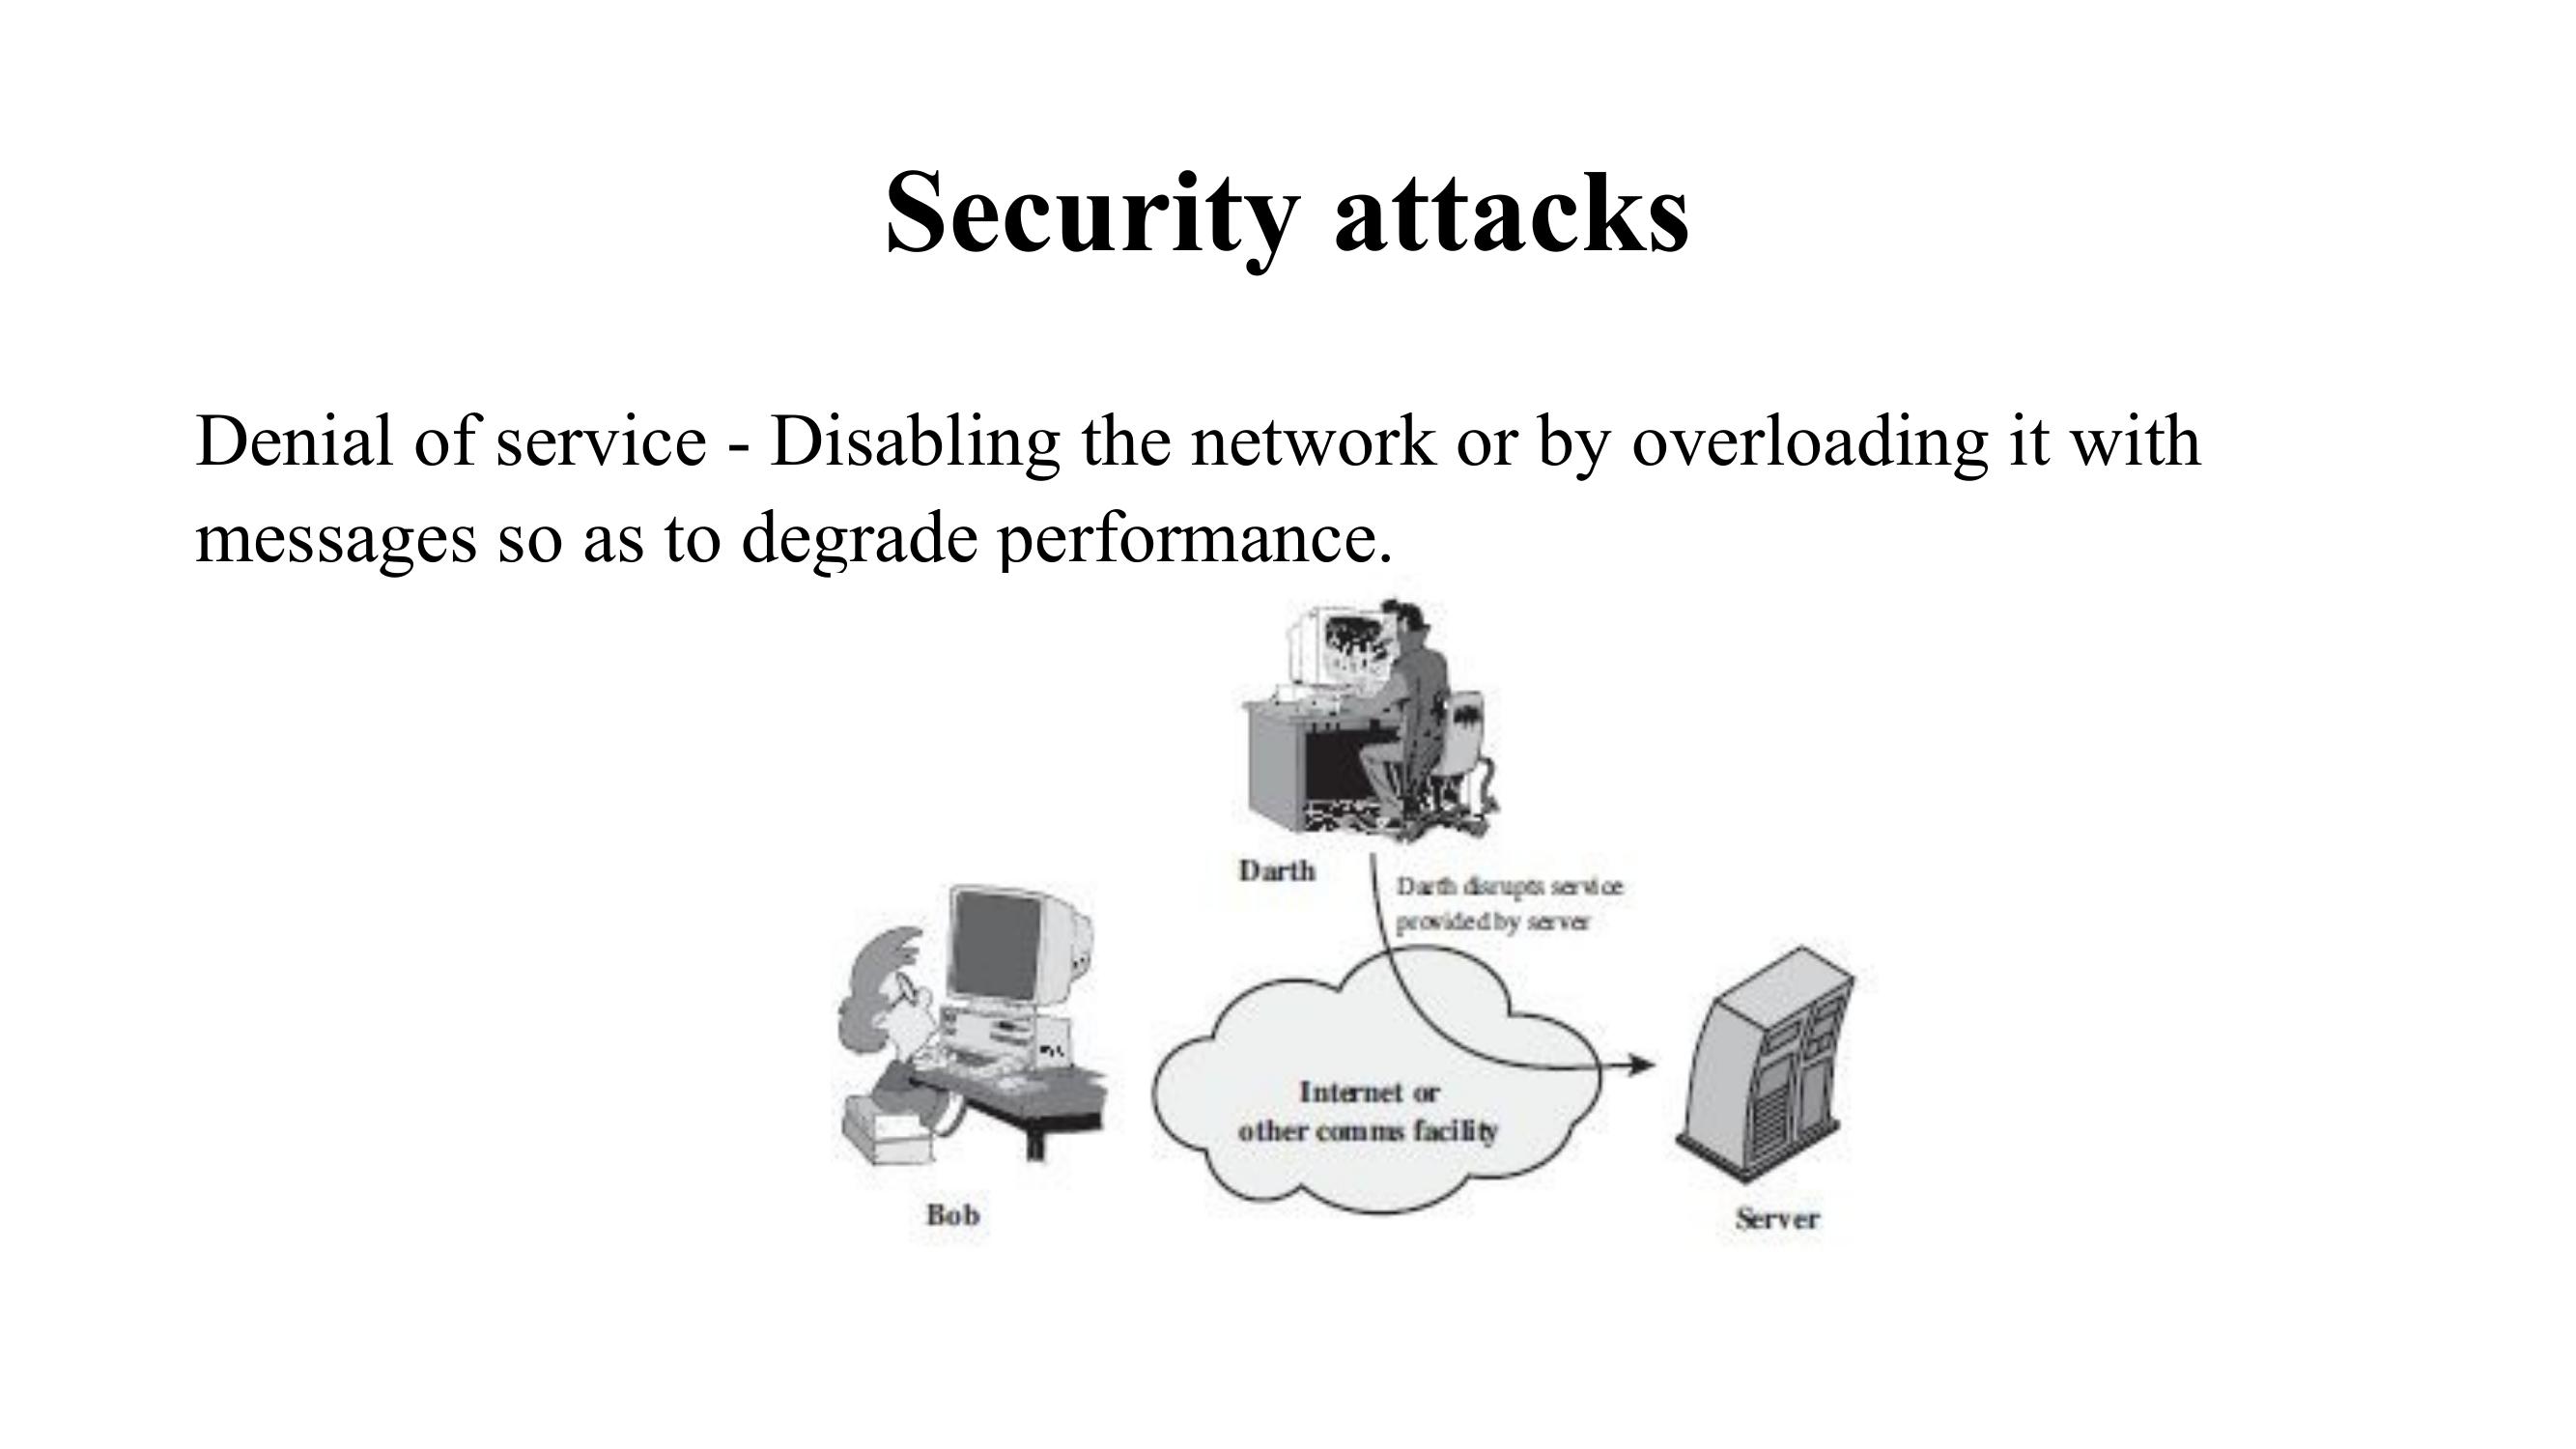 Security attacks
Denial of service - Disabling the network or by overloading it with
messages so as to degrade performance.
Darth
Darth disrupts service
provided by server
Internet or
other comms facility
Bob
Server